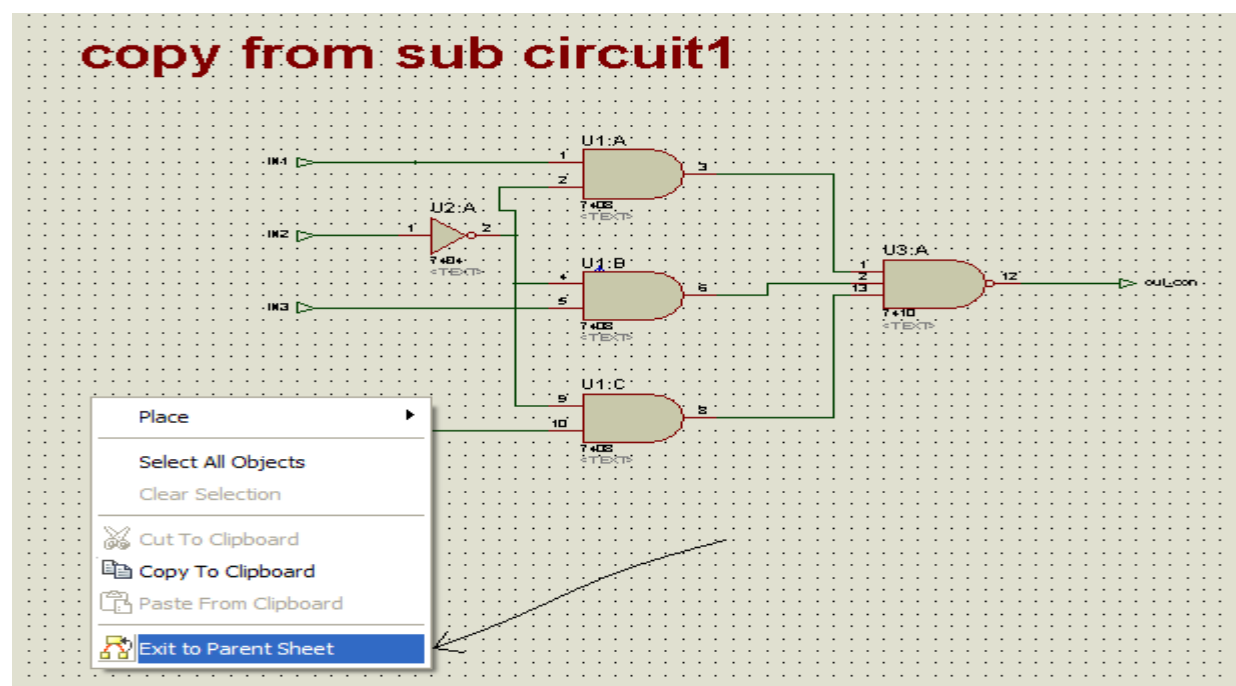 copy from sub circuit1
U1:A
IN1
1
3
2
7408
<TEXT>
U2:A
IN2
1
2
7404
<TEXT>
U1:B
4
6
IN3
5
7408
<TEXT>
U3:A
1
2
13
12
out_con
7410
<TEXT>
U1:C
9
8
10
7408
<TEXT>
Place
Select All Objects
Clear Selection
Cut To Clipboard
Copy To Clipboard
Paste From Clipboard
Exit to Parent Sheet